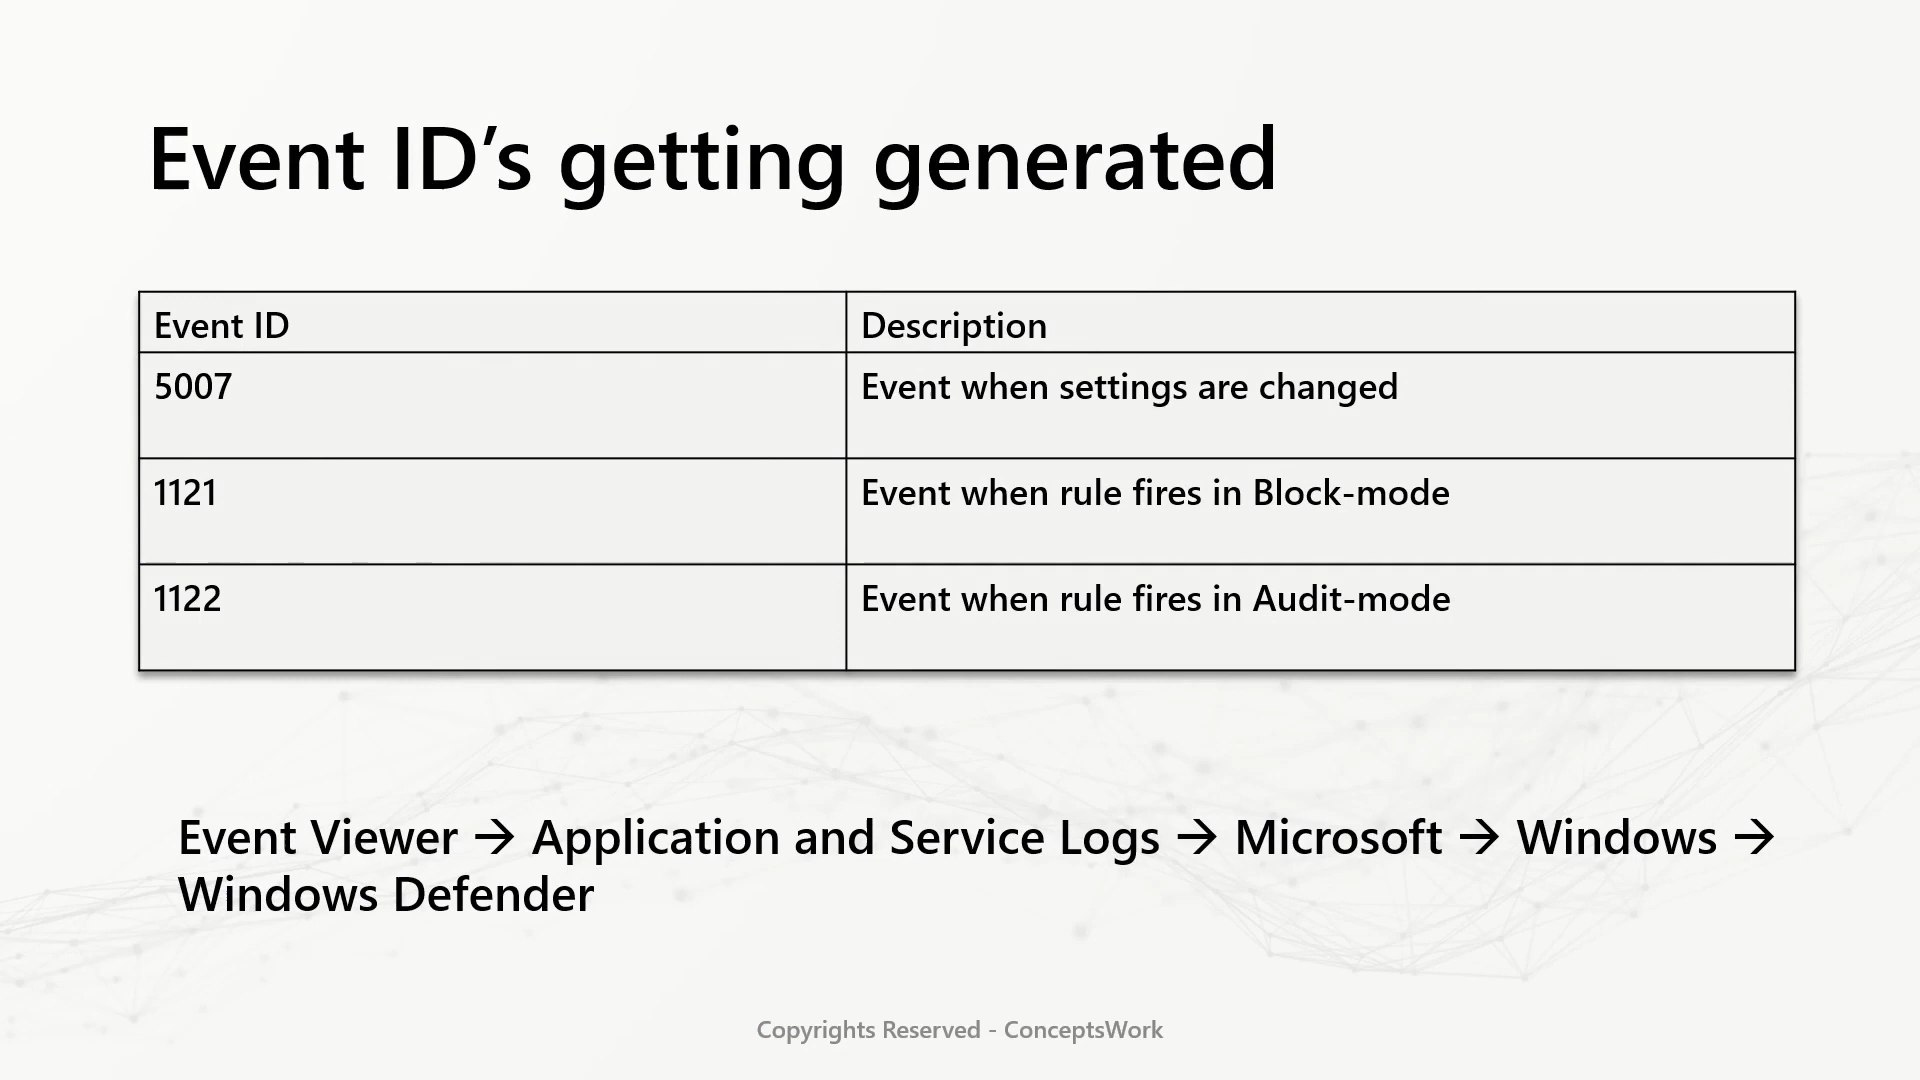 Event ID’s getting generated
Event ID Description
5007 Event when settings are changed
1121 Event when rule fires in Block-mode
1122 Event when rule fires in Audit-mode
Event Viewer → Application and Service Logs → Microsoft → Windows →
Windows Defender
Copyrights Reserved - ConceptsWork